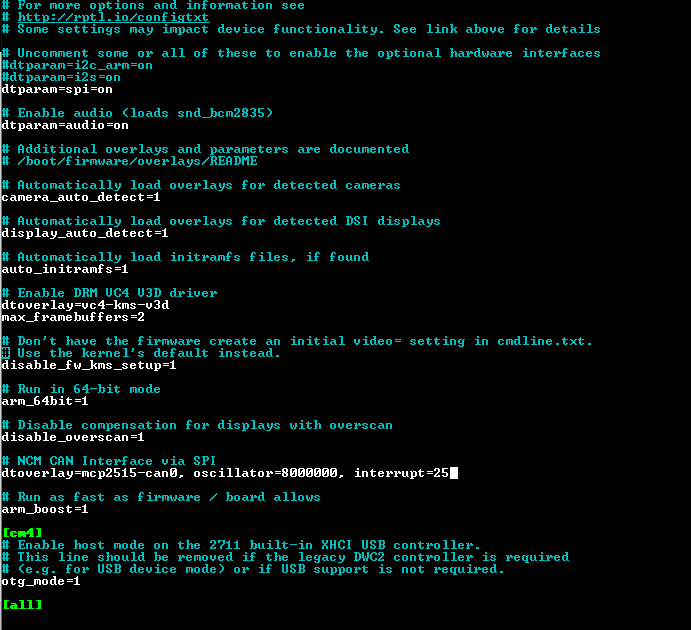 # For more options and information see
# http://rptl.io/configtxt
# Some settings may impact device functionality. See link above for details
# Uncomment some or all of these to enable the optional hardware interfaces
#dtparam=i2c_arm=on
#dtparam=i2s=on
dtparam=spi=on
# Enable audio (loads snd_bcm2835)
dtparam=audio=on
# Additional overlays and parameters are documented
# /boot/firmware/overlays/README
# Automatically load overlays for detected cameras
camera_auto_detect=1
# Automatically load overlays for detected DSI displays
display_auto_detect=1
# Automatically load initramfs files, if found
auto_initramfs=1
# Enable DRM VC4 V3D driver
dtoverlay=vc4-kms-v3d
max_framebuffers=2
# Don't have the firmware create an initial video= setting in cmdline.txt.
# Use the kernel's default instead.
disable_fw_kms_setup=1
# Run in 64-bit mode
arm_64bit=1
# Disable compensation for displays with overscan
disable_overscan=1
# NCM CAN Interface via SPI
dtoverlay=mcp2515-can0, oscillator=8000000, interrupt=25
# Run as fast as firmware / board allows
arm_boost=1
[cm4]
# Enable host mode on the 2711 built-in XHCI USB controller.
# This line should be removed if the legacy DWC2 controller is required
# (e.g. for USB device mode) or if USB support is not required.
otg_mode=1
[all]